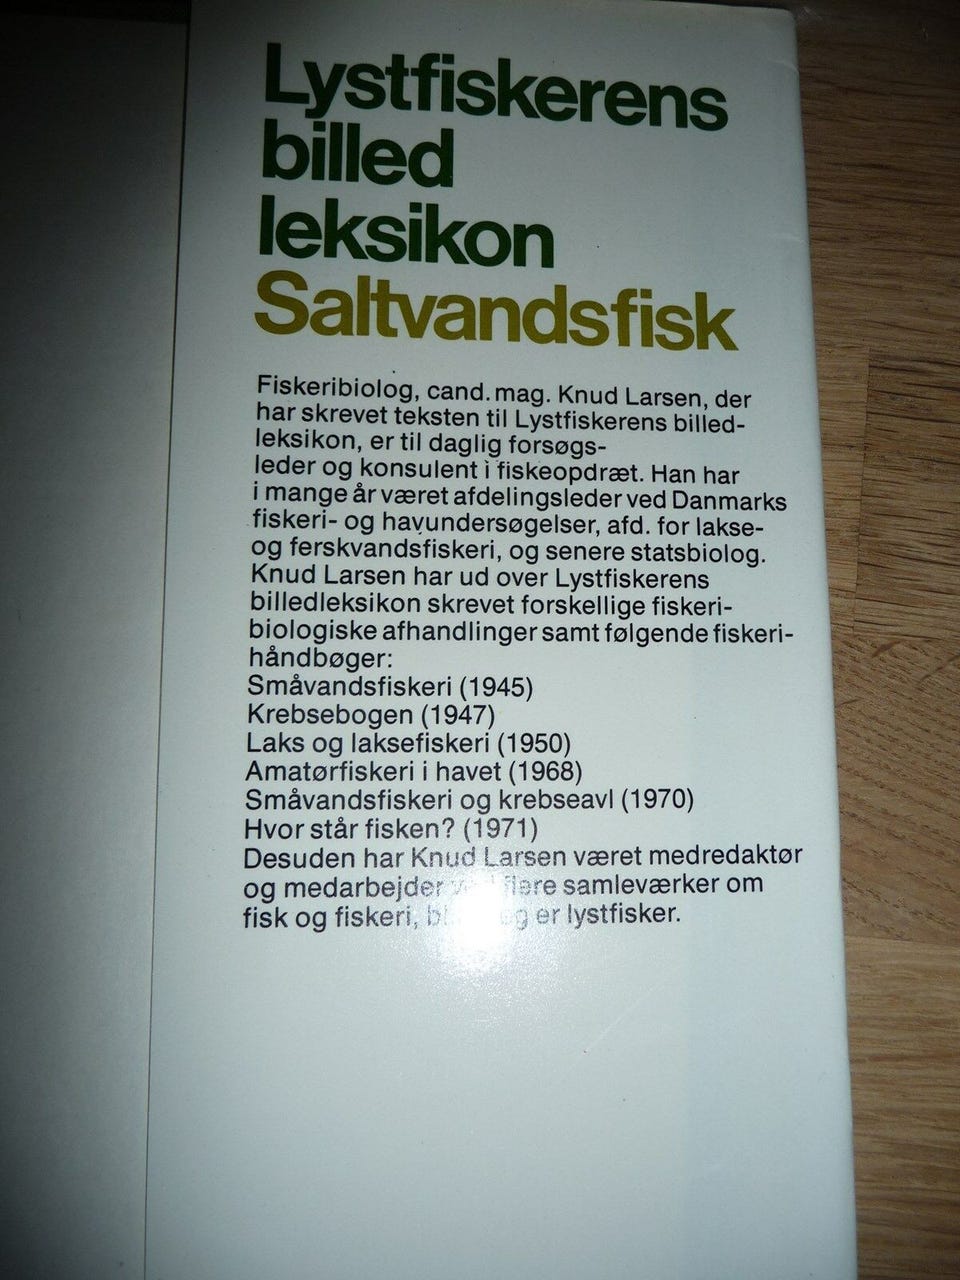 Lystfiskerens
billed
leksikon
Saltvandsfisk
Fiskeribiolog, cand. mag. Knud Larsen, der
har skrevet teksten til Lystfiskerens billed-
leksikon, er til daglig forsøgs-
leder og konsulent i fiskeopdræt. Han har
i mange år været afdelingsleder ved Danmarks
fiskeri- og havundersøgelser, afd. for lakse-
og ferskvandsfiskeri, og senere statsbiolog.
Knud Larsen har ud over Lystfiskerens
billedleksikon skrevet forskellige fiskeri-
biologiske afhandlinger samt følgende fiskeri-
håndbøger:
Småvandsfiskeri (1945)
Krebsebogen (1947)
Laks og laksefiskeri (1950)
Amatørfiskeri i havet (1968)
Småvandsfiskeri og krebseavl (1970)
Hvor står fisken? (1971)
Desuden har Knud Larsen været medredaktør
og medarbejder flere samleværker om
fisk og fiskeri, er lystfisker.